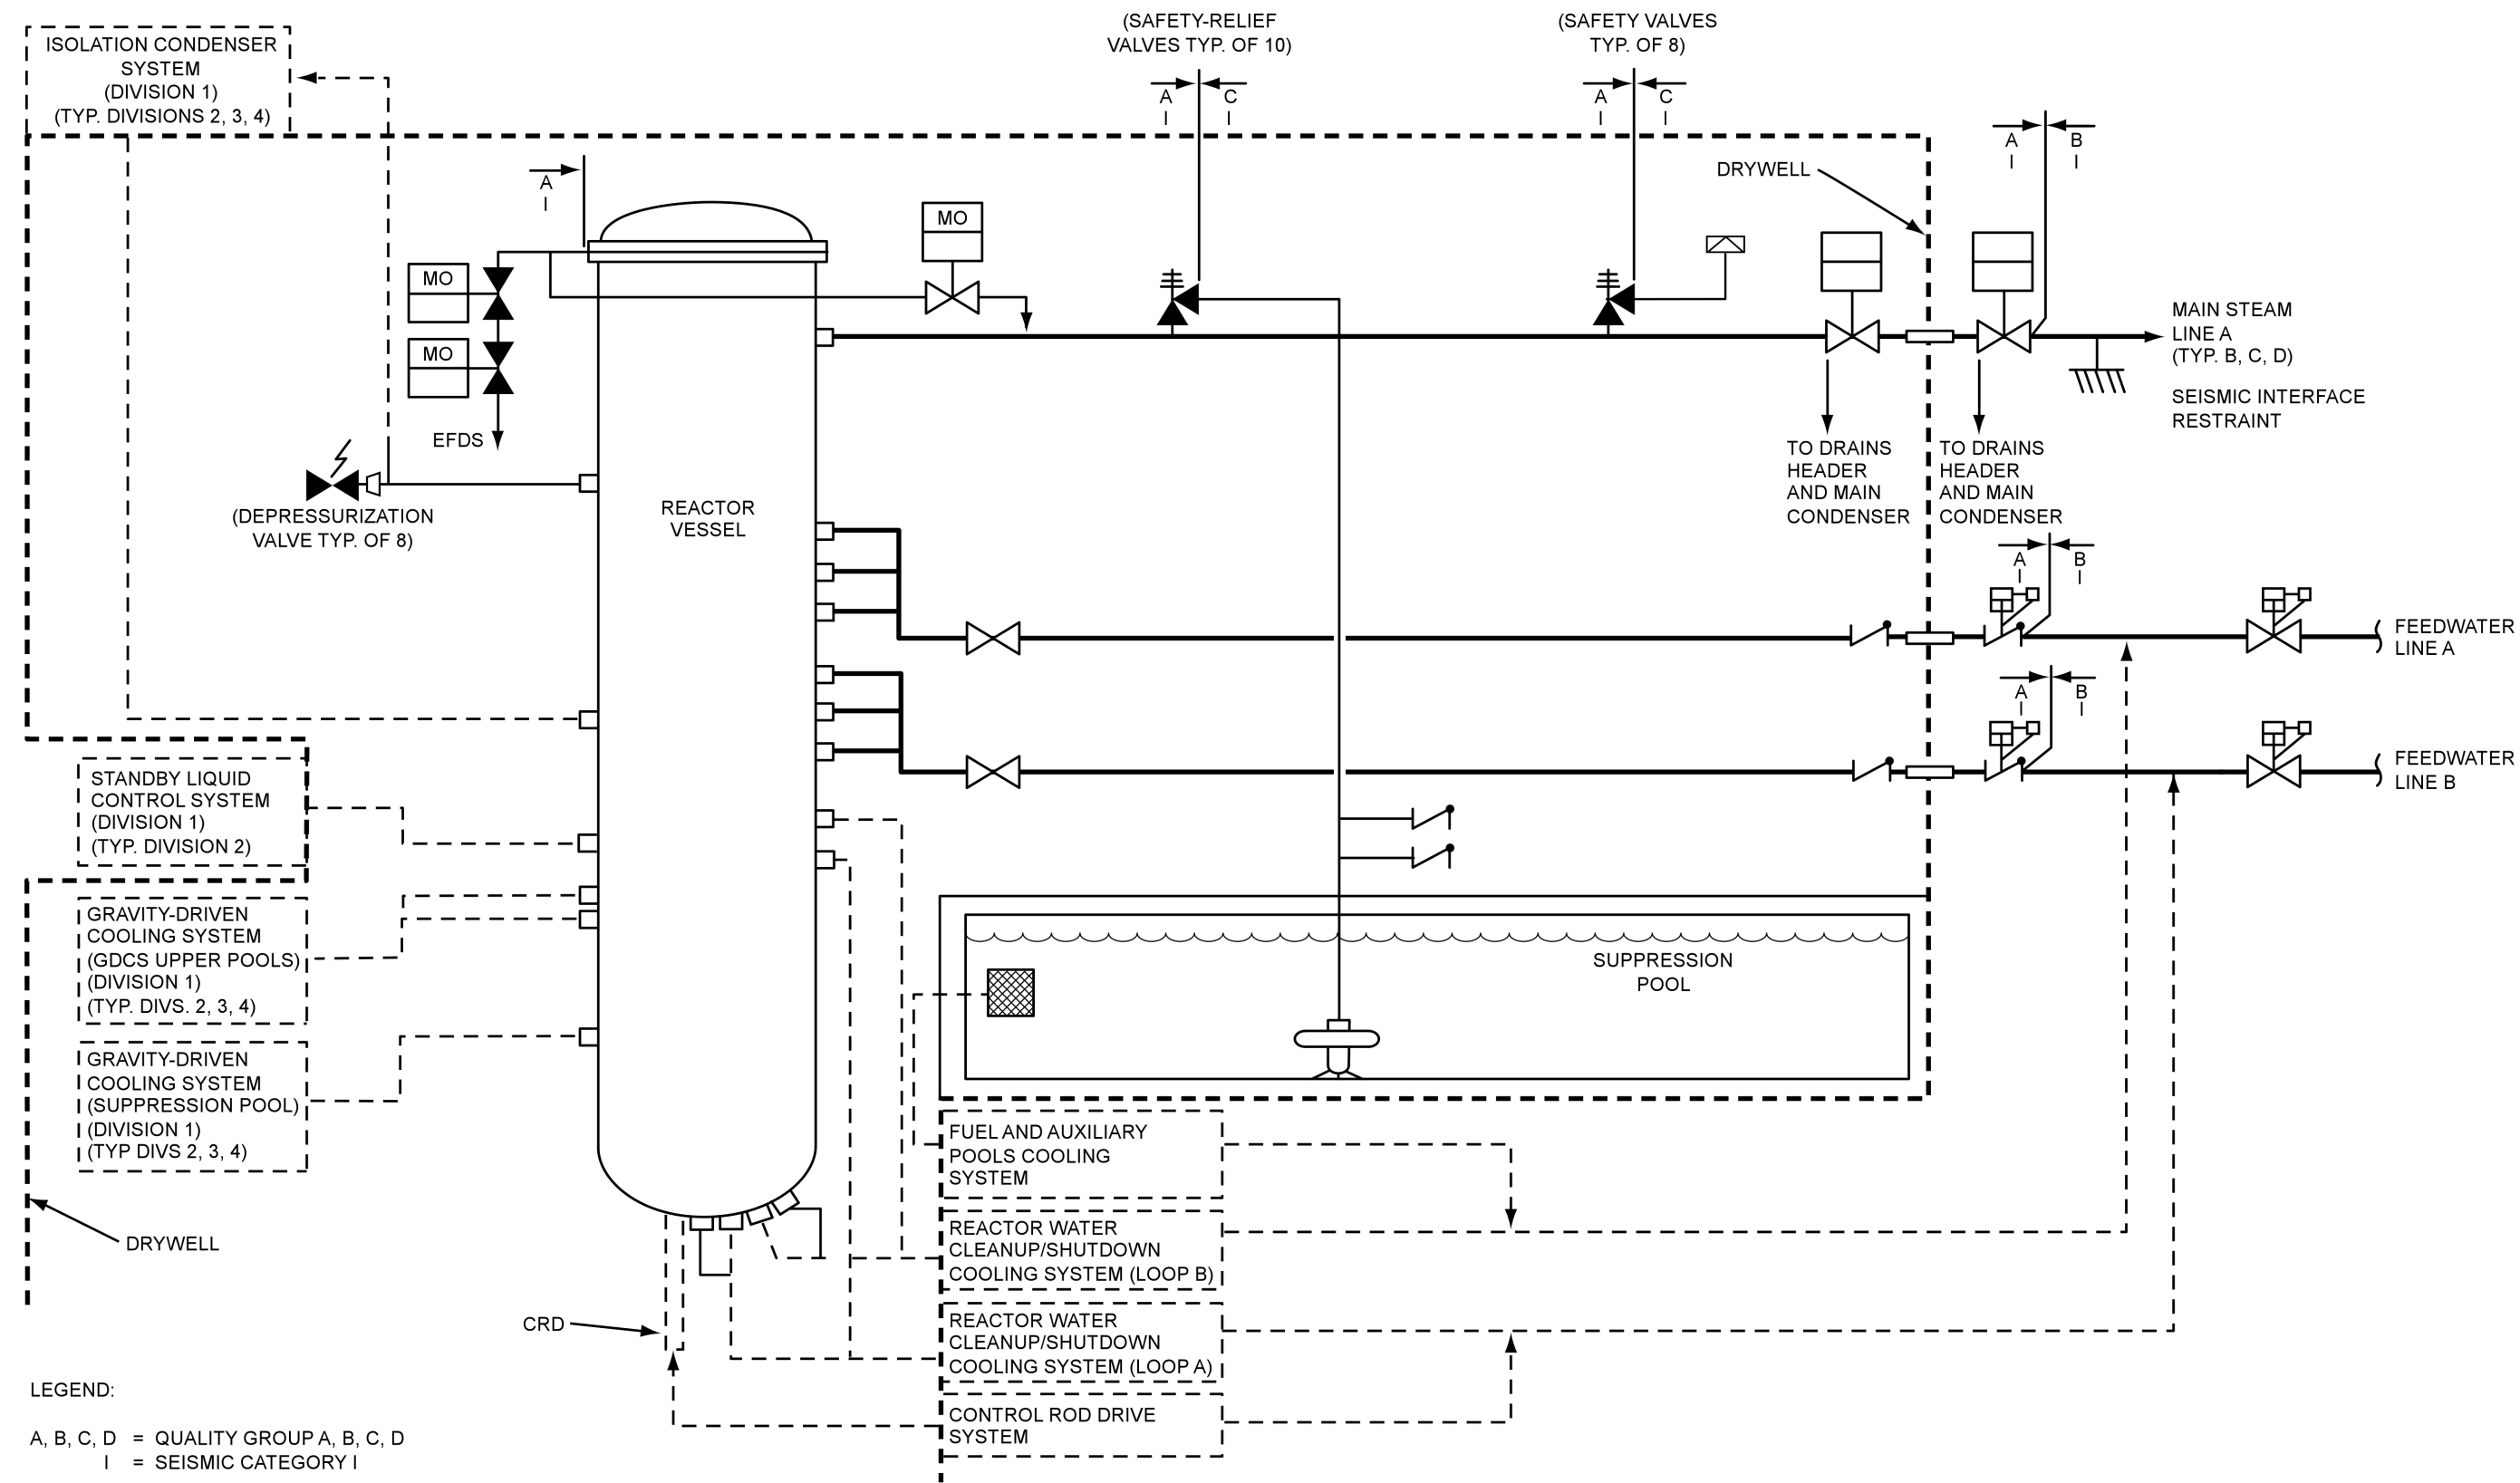 (SAFETY-RELIEF
VALVES TYP. OF 10)
(SAFETY VALVES
TYP. OF 8)
ISOLATION CONDENSER
SYSTEM
(DIVISION 1)
(TYP. DIVISIONS 2, 3, 4)
A
I
C
I
A
I
C
I
A
I
B
I
DRYWELL
A
I
MO
MO
MO
EFDS
MAIN STEAM
LINE A
(TYP. B, C, D)
SEISMIC INTERFACE
RESTRAINT
TO DRAINS
HEADER
AND MAIN
CONDENSER
TO DRAINS
HEADER
AND MAIN
CONDENSER
(DEPRESSURIZATION
VALVE TYP. OF 8)
REACTOR
VESSEL
A
I
B
I
FEEDWATER
LINE A
A
I
B
I
FEEDWATER
LINE B
STANDBY LIQUID
CONTROL SYSTEM
(DIVISION 1)
(TYP. DIVISION 2)
GRAVITY-DRIVEN
COOLING SYSTEM
(GDCS UPPER POOLS)
(DIVISION 1)
(TYP. DIVS. 2, 3, 4)
SUPPRESSION
POOL
GRAVITY-DRIVEN
COOLING SYSTEM
(SUPPRESSION POOL)
(DIVISION 1)
(TYP DIVS 2, 3, 4)
FUEL AND AUXILIARY
POOLS COOLING
SYSTEM
REACTOR WATER
CLEANUP/SHUTDOWN
COOLING SYSTEM (LOOP B)
DRYWELL
REACTOR WATER
CLEANUP/SHUTDOWN
COOLING SYSTEM (LOOP A)
CRD
CONTROL ROD DRIVE
SYSTEM
LEGEND:
A, B, C, D = QUALITY GROUP A, B, C, D
I = SEISMIC CATEGORY I